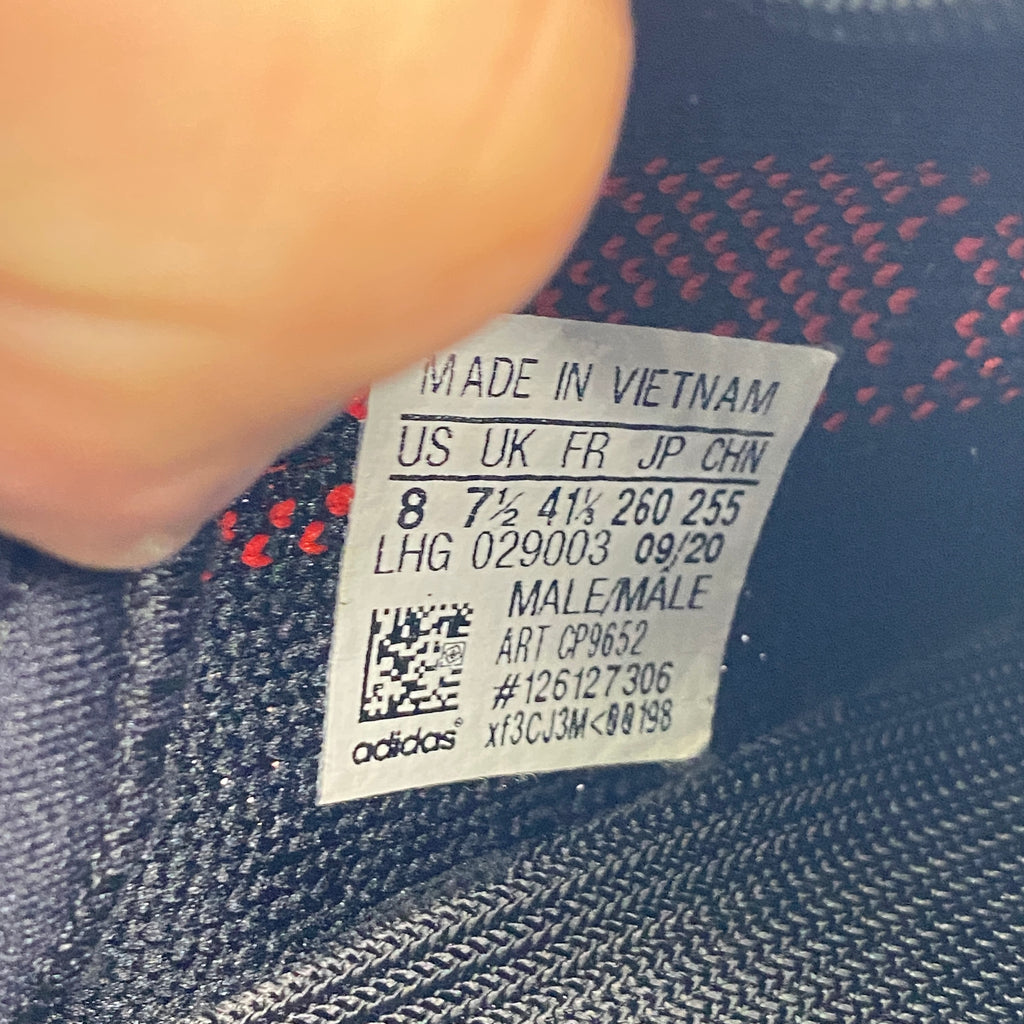 MADE IN VIETNAM
US UK FR JP CHN
8 7½ 41⅓ 260 255
LHG 029003 09/20
MALE/MÂLE
ART CP9652
#126127306
xf3CJ3M<00198
adidas®